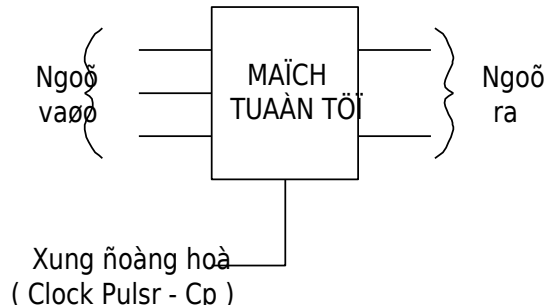 Ngoõ
vaøo
MAÏCH
TUAÀN TÖÏ
Ngoõ
ra
Xung ñoàng hoà
( Clock Pulsr - Cp )